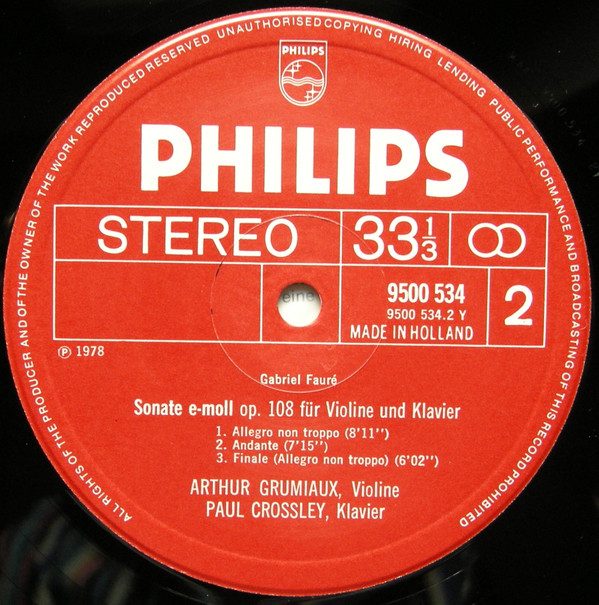 ALL RIGHTS OF THE PRODUCER AND OF THE OWNER OF THE WORK REPRODUCED RESERVED UNAUTHORISED COPYING HIRING LENDING PUBLIC PERFORMANCE AND BROADCASTING OF THIS RECORD PROHIBITED
PHILIPS
PHILIPS
STEREO 33 1/3
eine
9500 534
9500 534.2 Y
MADE IN HOLLAND
2
Ⓟ 1978
Gabriel Fauré
Sonate e-moll op. 108 für Violine und Klavier
1. Allegro non troppo (8'11'')
2. Andante (7'15'')
3. Finale (Allegro non troppo) (6'02'')
ARTHUR GRUMIAUX, Violine
PAUL CROSSLEY, Klavier